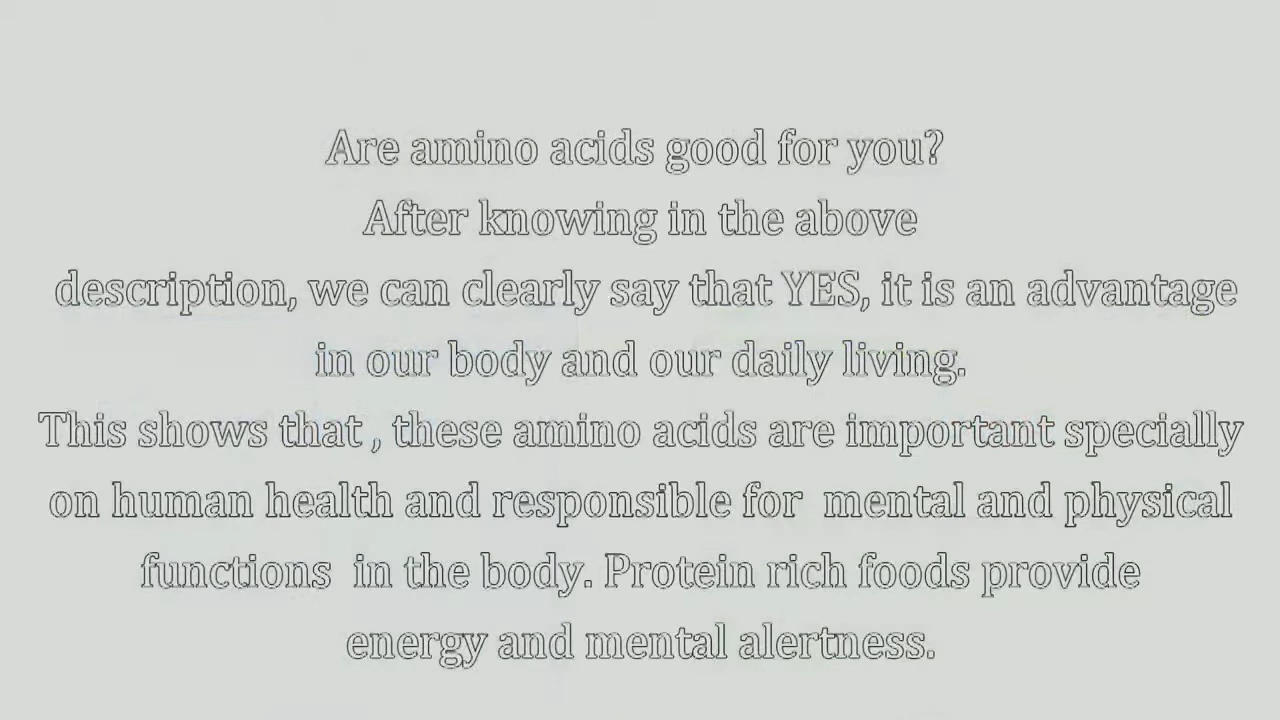 Are amino acids good for you?
After knowing in the above
description, we can clearly say that YES, it is an advantage
in our body and our daily living.
This shows that , these amino acids are important specially
on human health and responsible for  mental and physical
functions  in the body. Protein rich foods provide
energy and mental alertness.